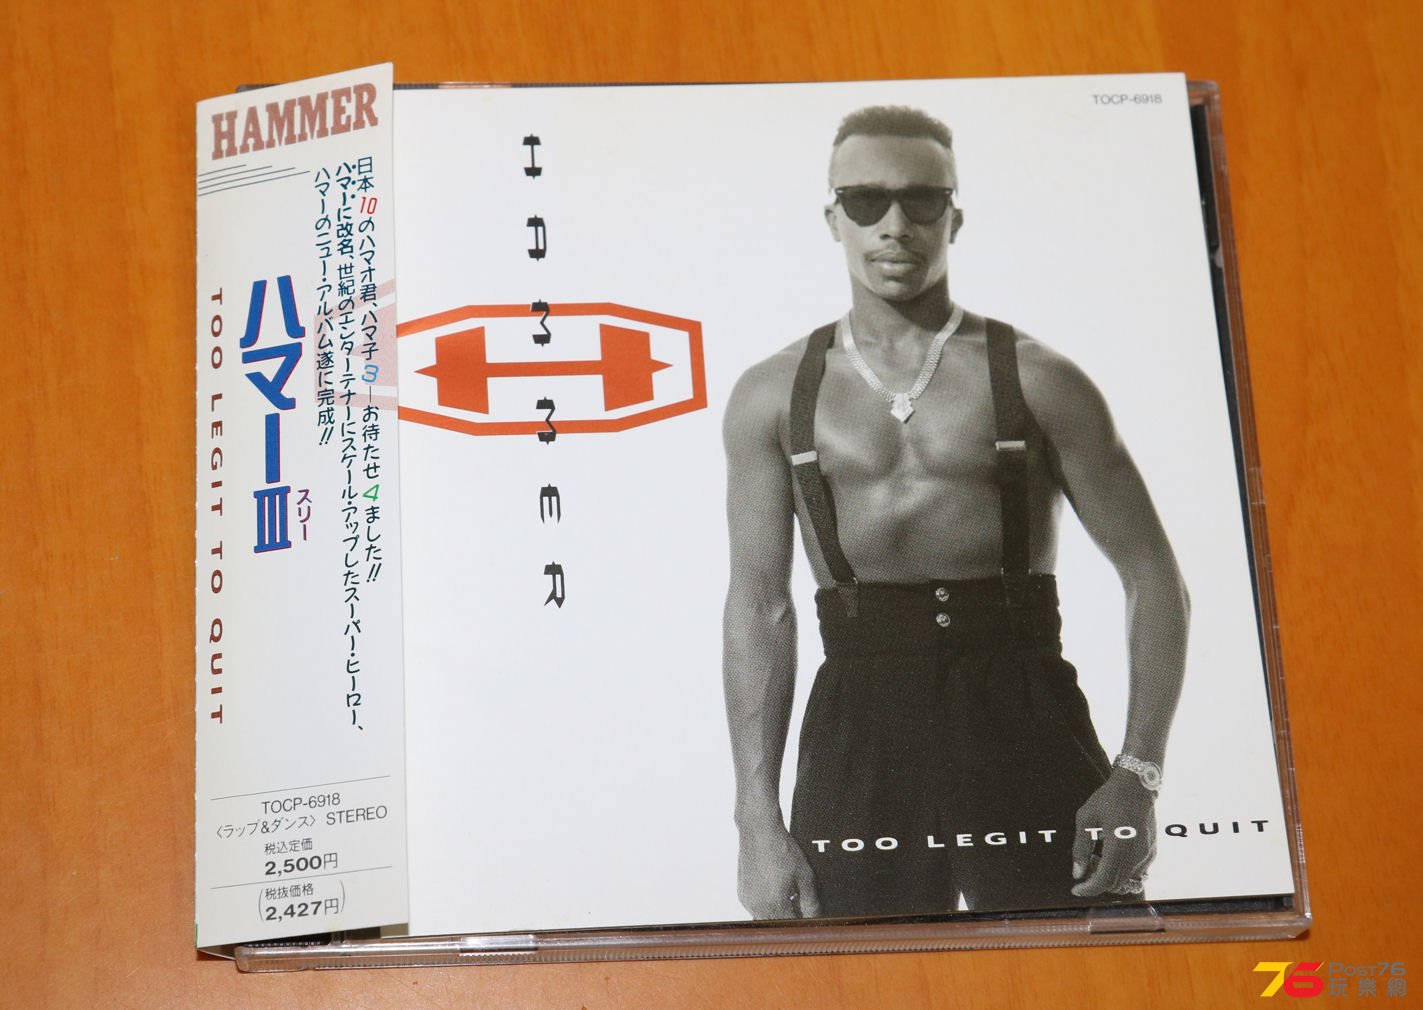 HAMMER
日本10のハマオ君、ハマ子3―お待たせ4ました!!
ハマーに改名、世紀のエンターテナーにスケール・アップしたスーパー・ヒーロー、
ハマーのニュー・アルバム遂に完成!!
ハマーIII
スリー
TOO LEGIT TO QUIT
TOCP-6918
〈ラップ&ダンス〉 STEREO
税込定価
2,500円
(税抜価格
2,427円)
TOCP-6918
H
TOO LEGIT TO QUIT
76 POST76
玩樂網